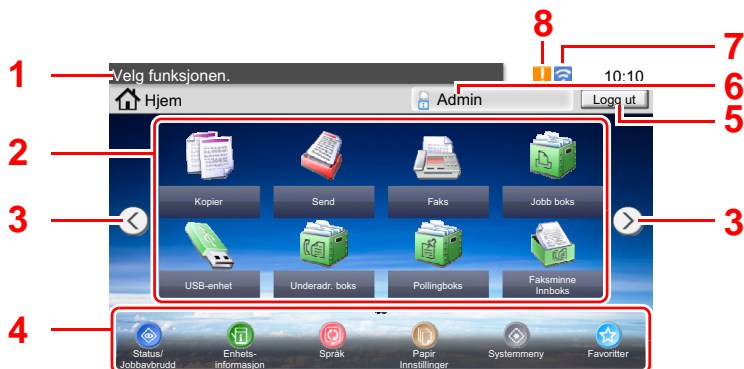 8
7
1
Velg funksjonen.
10:10
6
Hjem
Admin
Logg ut
5
2
Kopier
Send
Faks
Jobb boks
3
3
USB-enhet
Underadr. boks
Pollingboks
Faksminne
Innboks
4
Status/
Jobbavbrudd
Enhets-
informasjon
Språk
Papir
Innstillinger
Systemmeny
Favoritter